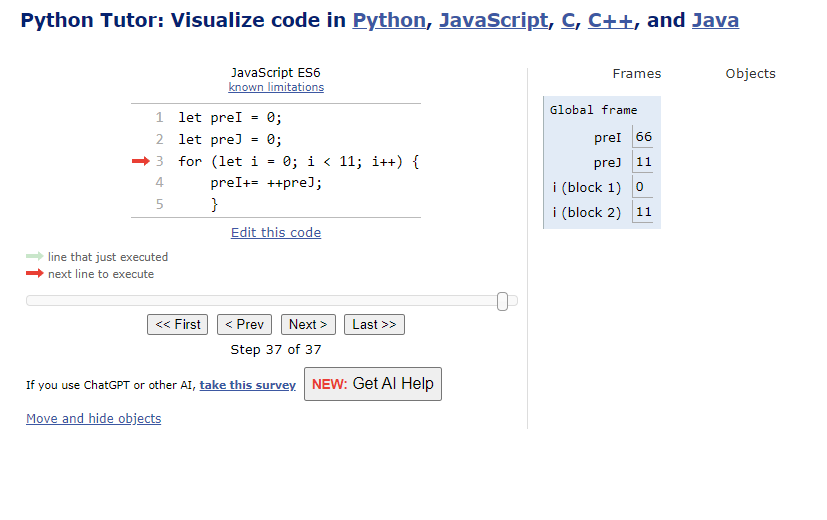 Python Tutor: Visualize code in Python, JavaScript, C, C++, and Java
JavaScript ES6
known limitations
1 let preI = 0;
2 let preJ = 0;
3 for (let i = 0; i < 11; i++) {
4     preI+= ++preJ;
5     }
Edit this code
line that just executed
next line to execute
<< First < Prev Next > Last >>
Step 37 of 37
If you use ChatGPT or other AI, take this survey NEW: Get AI Help
Move and hide objects
Frames Objects
Global frame
preI 66
preJ 11
i (block 1) 0
i (block 2) 11